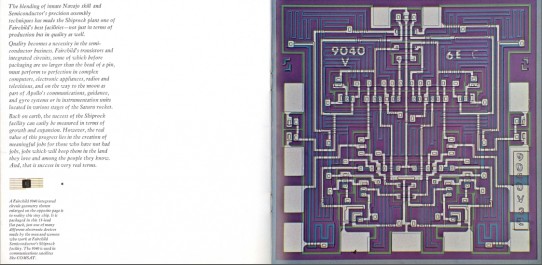 The blending of innate Navajo skill and
Semiconductor's precision assembly
techniques has made the Shiprock plant one of
Fairchild's best facilities—not just in terms of
production but in quality as well.
Quality becomes a necessity in the semi-
conductor business. Fairchild's transistors and
integrated circuits, some of which before
packaging are no larger than the head of a pin,
must perform to perfection in complex
computers, electronic appliances, radios and
televisions, and on the way to the moon as
part of Apollo's communications, guidance,
and gyro systems or in instrumentation units
located in various stages of the Saturn rocket.
Back on earth, the success of the Shiprock
facility can easily be measured in terms of
growth and expansion. However, the real
value of this progress lies in the creation of
meaningful jobs for those who have not had
jobs, jobs which will keep them in the land
they love and among the people they know.
And, that is success in very real terms.
A Fairchild 9040 integrated
circuit geometry shown
enlarged on the opposite page is
in reality this tiny chip. It is
packaged in this 14-lead
flat pack, just one of many
different electronic devices
made by the men and women
who work at Fairchild
Semiconductor's Shiprock
facility. The 9040 is used in
communications satellites
like COMSAT.
9040
V
6E